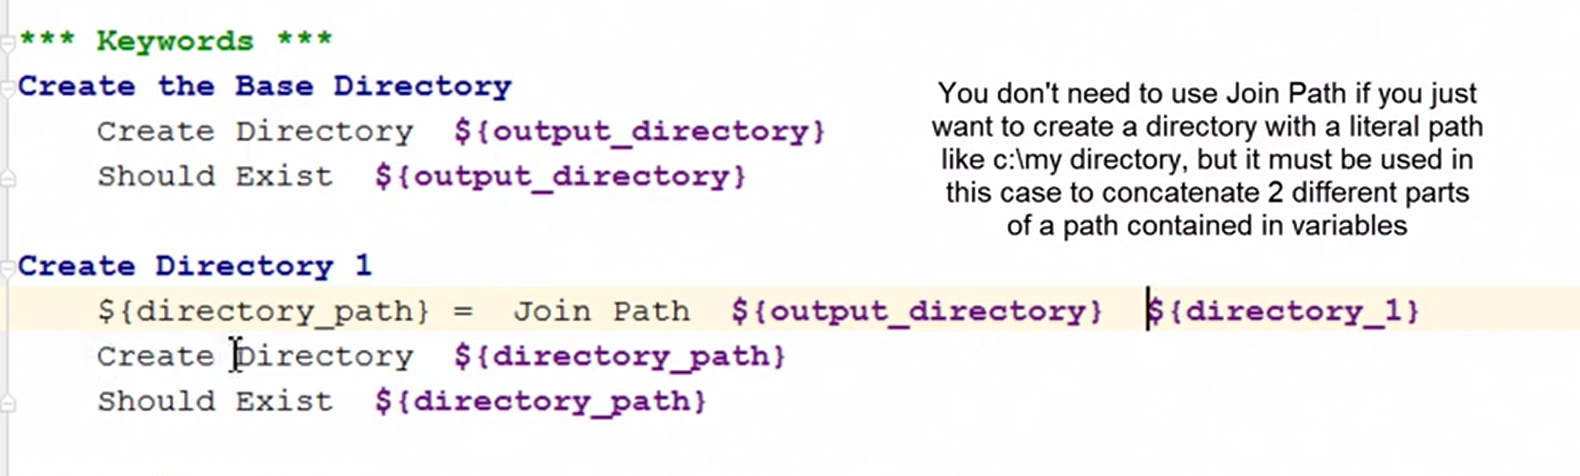 *** Keywords ***
Create the Base Directory
Create Directory  ${output_directory}
Should Exist  ${output_directory}
Create Directory 1
${directory_path} =  Join Path  ${output_directory}  ${directory_1}
Create Directory  ${directory_path}
Should Exist  ${directory_path}
You don't need to use Join Path if you just
want to create a directory with a literal path
like c:\my directory, but it must be used in
this case to concatenate 2 different parts
of a path contained in variables